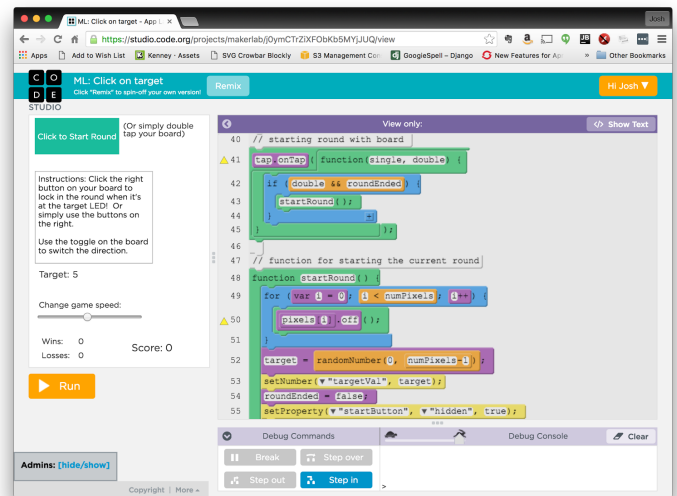 ML: Click on target - App L
Josh
https://studio.code.org/projects/makerlab/j0ymCTrZiXFObKb5MYjJUQ/view
Apps
Add to Wish List
Kenney - Assets
SVG Crowbar Blockly
S3 Management Con
GoogieSpell – Django
New Features for Ap
»
Other Bookmarks
C O
D E
STUDIO
ML: Click on target
Click "Remix" to spin-off your own version!
Remix
Hi Josh ▼
Click to Start Round
(Or simply double
tap your board)
Instructions: Click the right
button on your board to
lock in the round when it's
at the target LED! Or
simply use the buttons on
the right.
Use the toggle on the board
to switch the direction.
Target: 5
Change game speed:
Wins: 0
Losses: 0
Score: 0
Run
Admins: [hide/show]
Copyright | More
View only:
</> Show Text
40 // starting round with board
41 tap.onTap( function(single, double) {
42 if (double && roundEnded) {
43 startRound();
44 }
45 });
46
47 // function for starting the current round
48 function startRound() {
49 for (var i = 0; i < numPixels; i++) {
50 pixels[i].off();
51 }
52 target = randomNumber(0, numPixels-1);
53 setNumber(▼"targetVal", target);
54 roundEnded = false;
55 setProperty(▼"startButton", ▼"hidden", true);
Debug Commands
Debug Console
Clear
Break
Step over
Step out
Step in
>